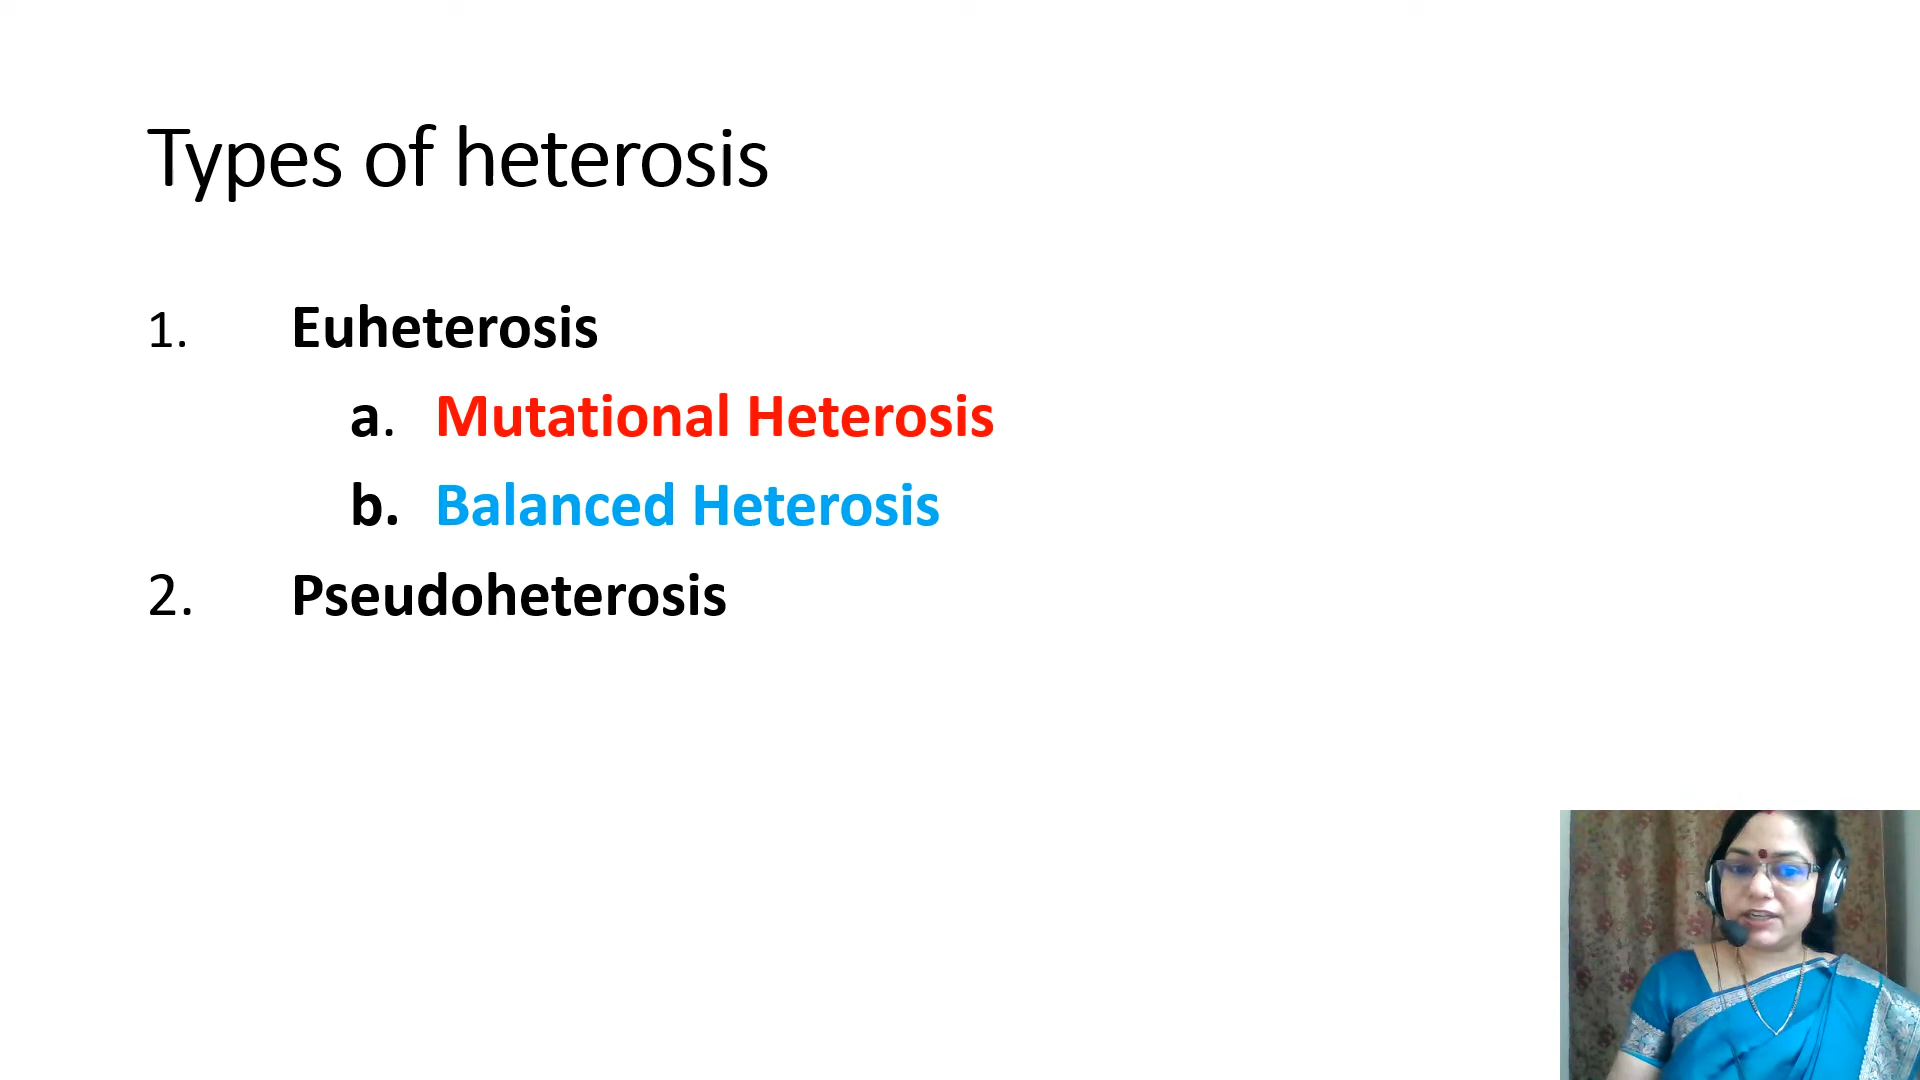 Types of heterosis
1. Euheterosis
a. Mutational Heterosis
b. Balanced Heterosis
2. Pseudoheterosis